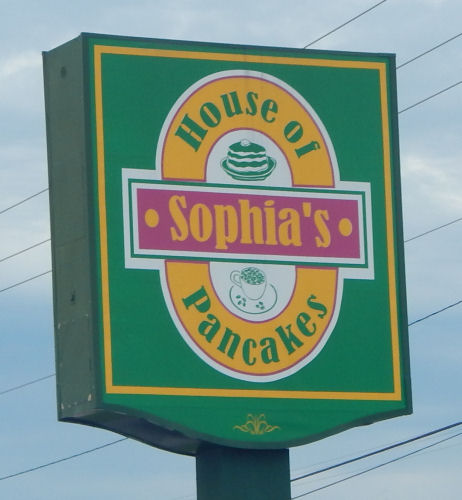 House of
Sophia's
Pancakes